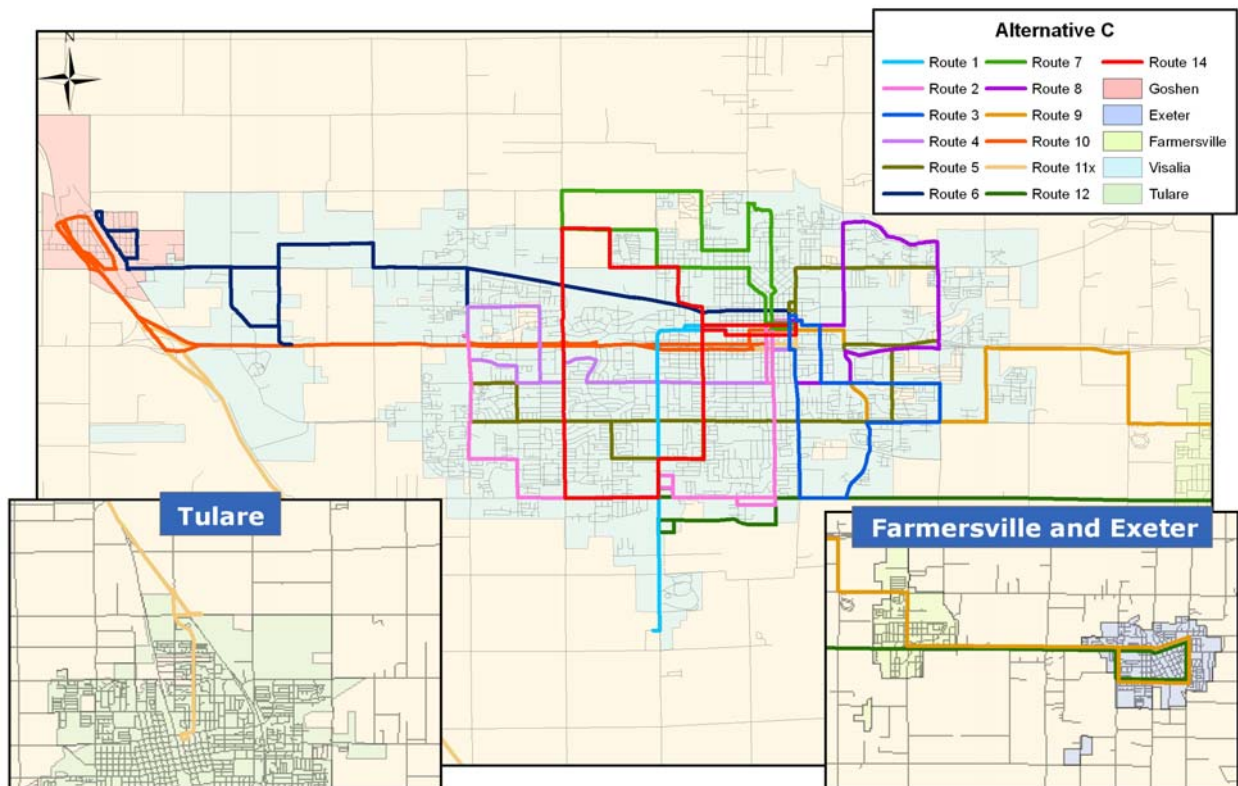 Z
Alternative C
Route 1
Route 7
Route 14
Route 2
Route 8
Goshen
Route 3
Route 9
Exeter
Route 4
Route 10
Farmersville
Route 5
Route 11x
Visalia
Route 6
Route 12
Tulare
Tulare
Farmersville and Exeter